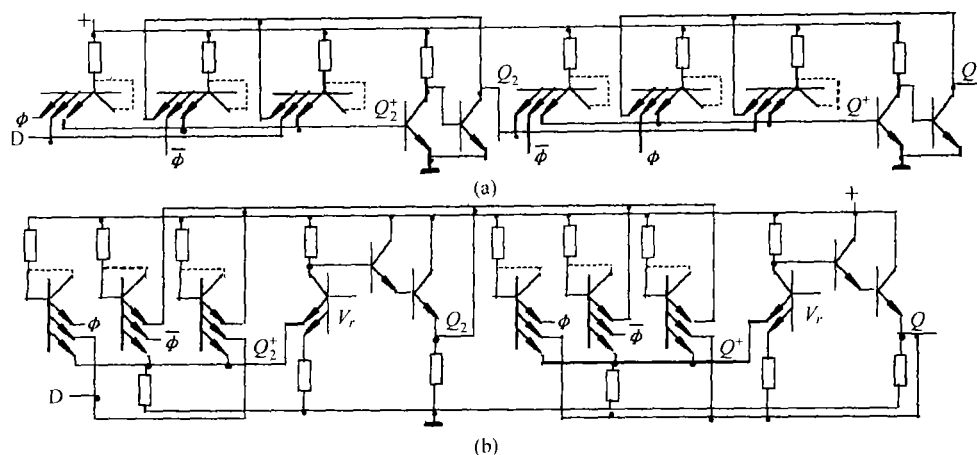 +
Q₂ Q
ϕ Q₂⁺ Q⁺
D
ϕ̅ ϕ̅ ϕ
(a)
+
ϕ Vᵣ ϕ Vᵣ
ϕ̅ Q₂ ϕ̅ Q
Q₂⁺ Q⁺
D
(b)